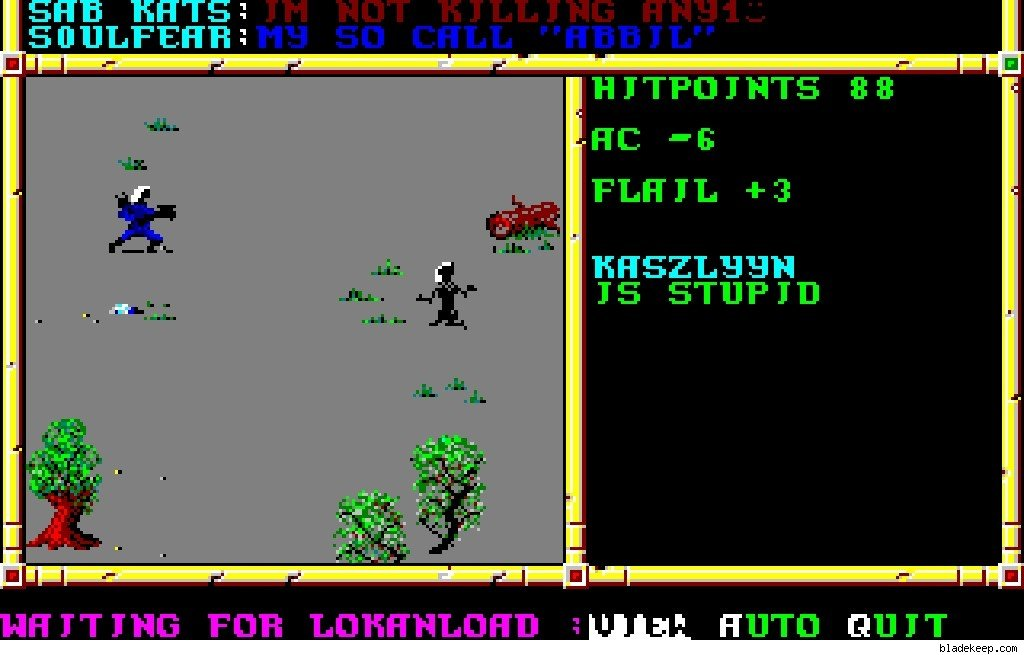 SAB KATS: IM NOT KILLING ANY1
SOULFEAR: MY SO CALL "ABBIL"
HITPOINTS 88
AC -6
FLAIL +3
KASZLYYN
IS STUPID
WAITING FOR LOKANLOAD : VIEW AUTO QUIT
bladekeep.com